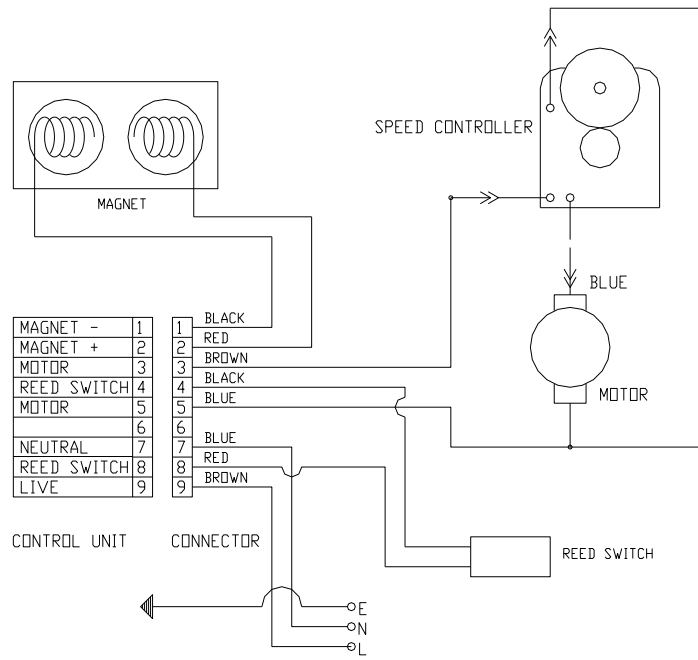 SPEED CONTROLLER
MAGNET
BLUE
MOTOR
MAGNET - 1
MAGNET + 2
MOTOR 3
REED SWITCH 4
MOTOR 5
6
NEUTRAL 7
REED SWITCH 8
LIVE 9
1 BLACK
2 RED
3 BROWN
4 BLACK
5 BLUE
6
7 BLUE
8 RED
9 BROWN
CONTROL UNIT
CONNECTOR
REED SWITCH
E
N
L